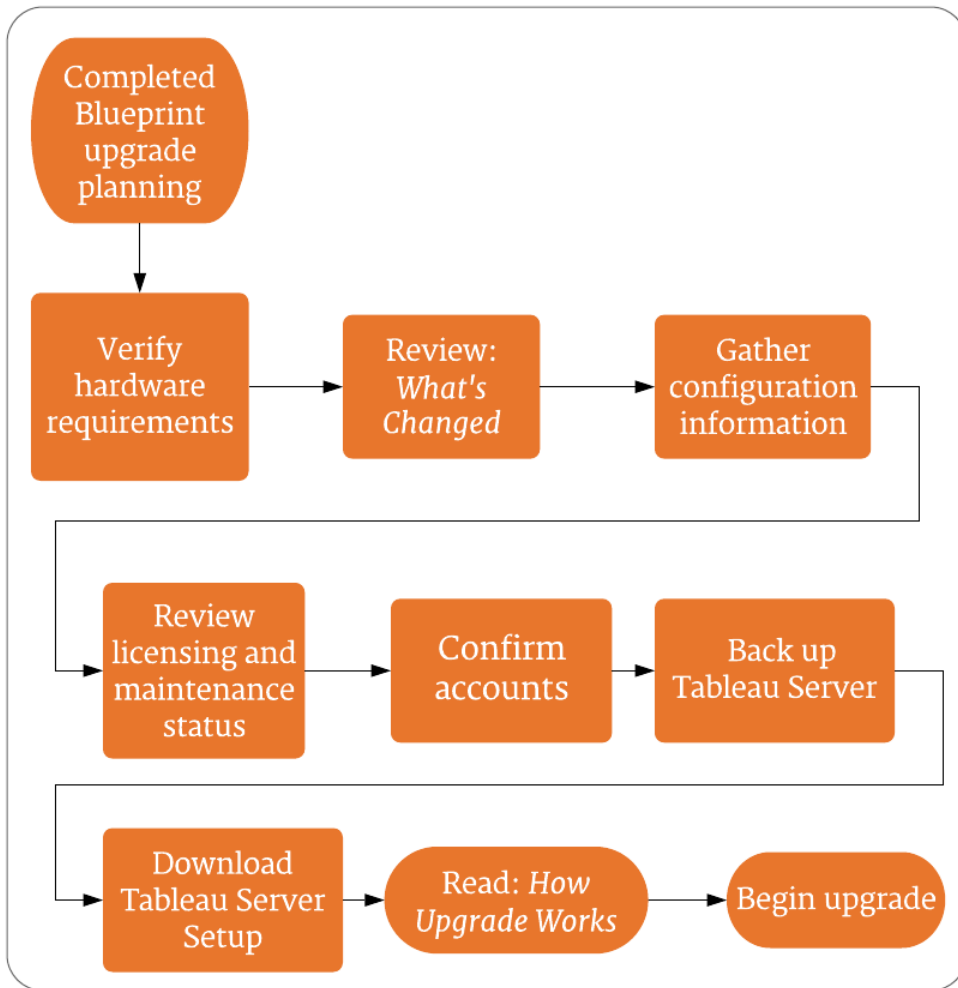 Completed
Blueprint
upgrade
planning
Verify
hardware
requirements
Review:
What's
Changed
Gather
configuration
information
Review
licensing and
maintenance
status
Confirm
accounts
Back up
Tableau Server
Download
Tableau Server
Setup
Read: How
Upgrade Works
Begin upgrade